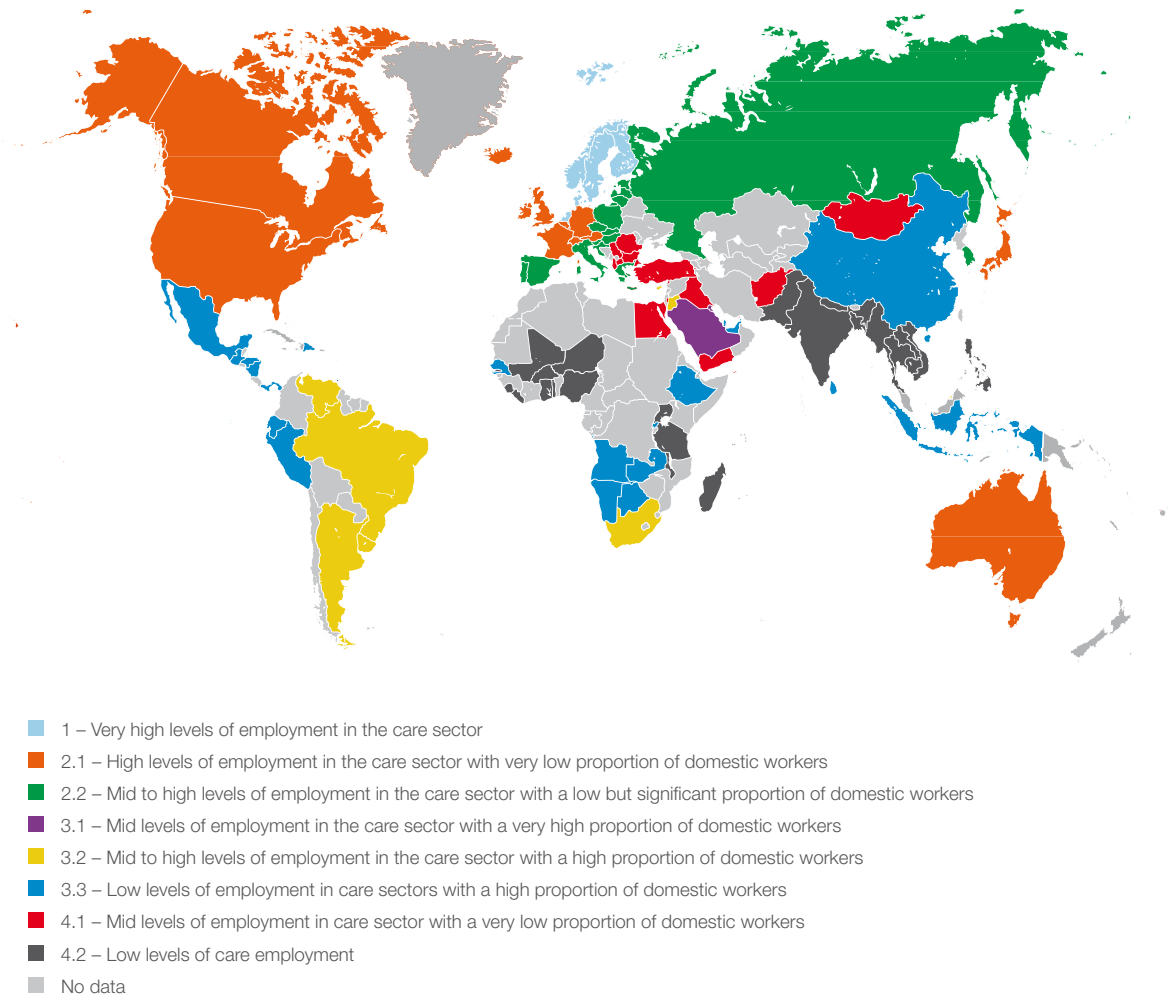 1 – Very high levels of employment in the care sector
2.1 – High levels of employment in the care sector with very low proportion of domestic workers
2.2 – Mid to high levels of employment in the care sector with a low but significant proportion of domestic workers
3.1 – Mid levels of employment in the care sector with a very high proportion of domestic workers
3.2 – Mid to high levels of employment in the care sector with a high proportion of domestic workers
3.3 – Low levels of employment in care sectors with a high proportion of domestic workers
4.1 – Mid levels of employment in care sector with a very low proportion of domestic workers
4.2 – Low levels of care employment
No data